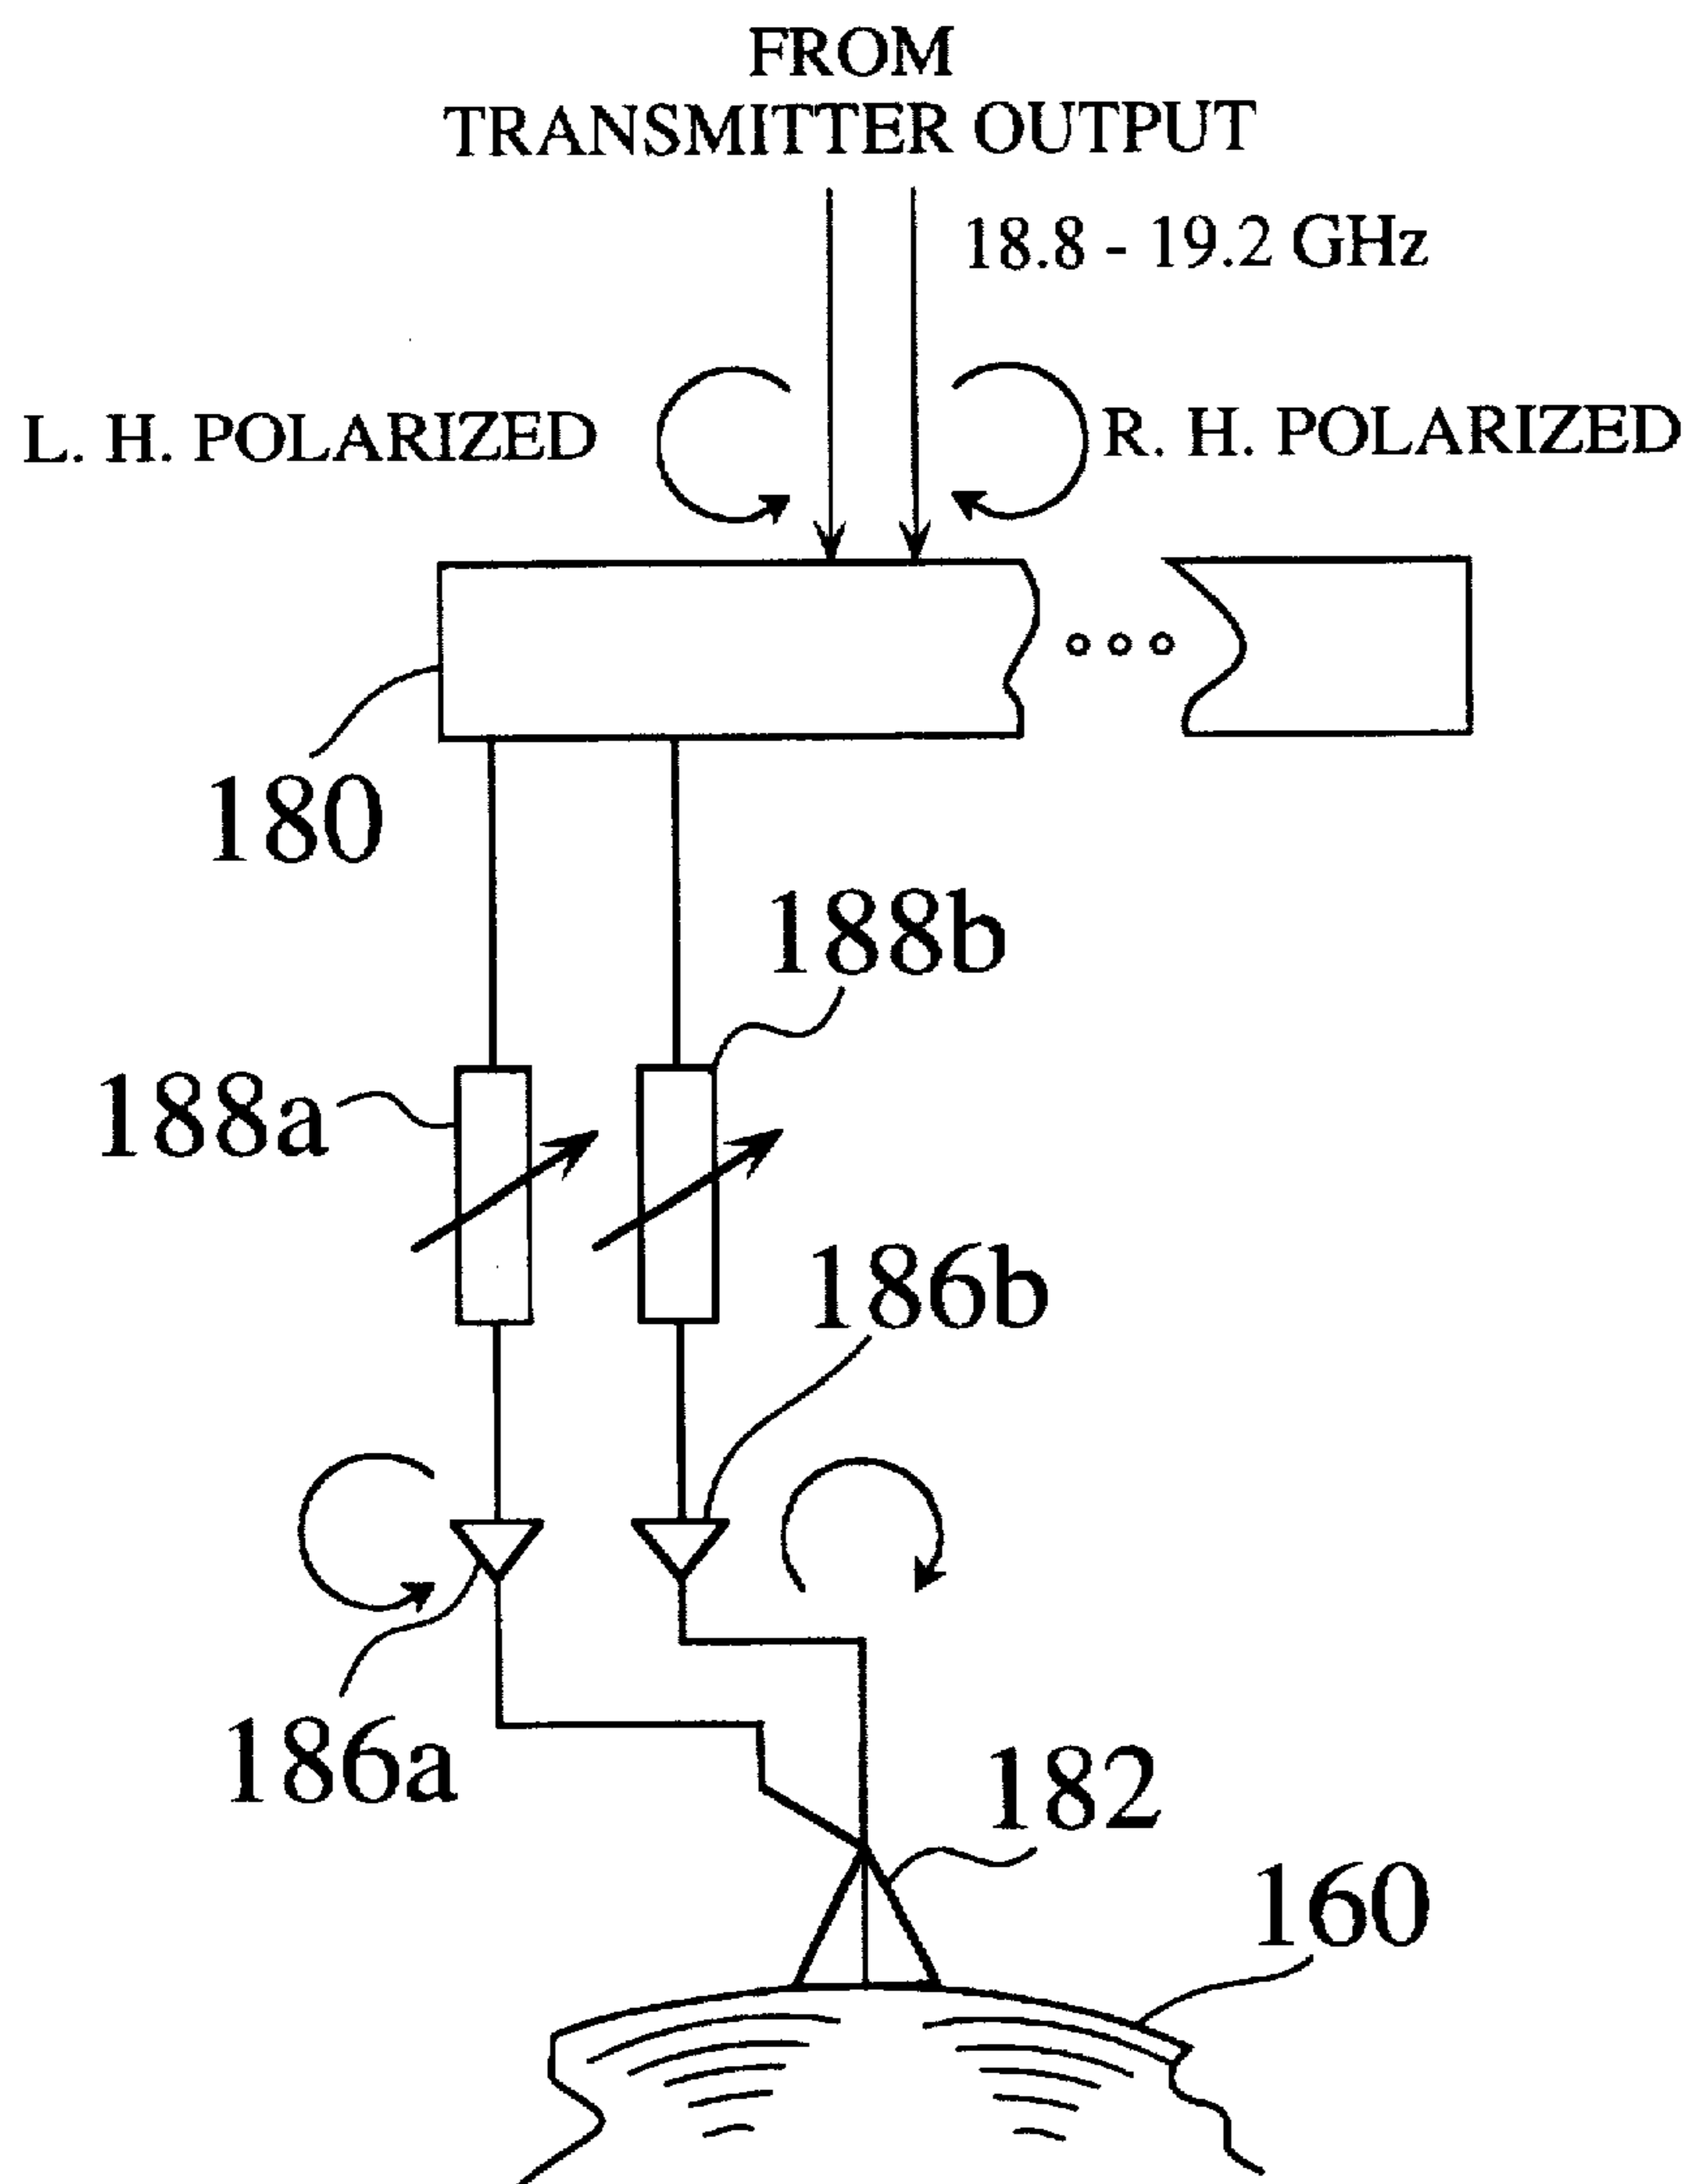 FROM
TRANSMITTER OUTPUT
18.8 - 19.2 GHz
L. H. POLARIZED
R. H. POLARIZED
180
188b
188a
186b
186a
182
160